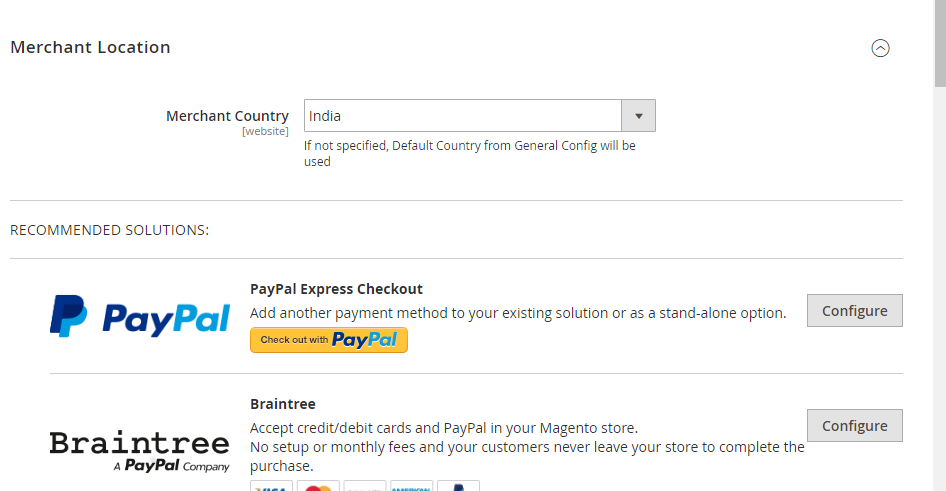 Merchant Location
Merchant Country
[website]
India
If not specified, Default Country from General Config will be
used
RECOMMENDED SOLUTIONS:
PayPal
PayPal Express Checkout
Add another payment method to your existing solution or as a stand-alone option.
Check out with PayPal
Configure
Braintree
A PayPal Company
Braintree
Accept credit/debit cards and PayPal in your Magento store.
No setup or monthly fees and your customers never leave your store to complete the
purchase.
Configure